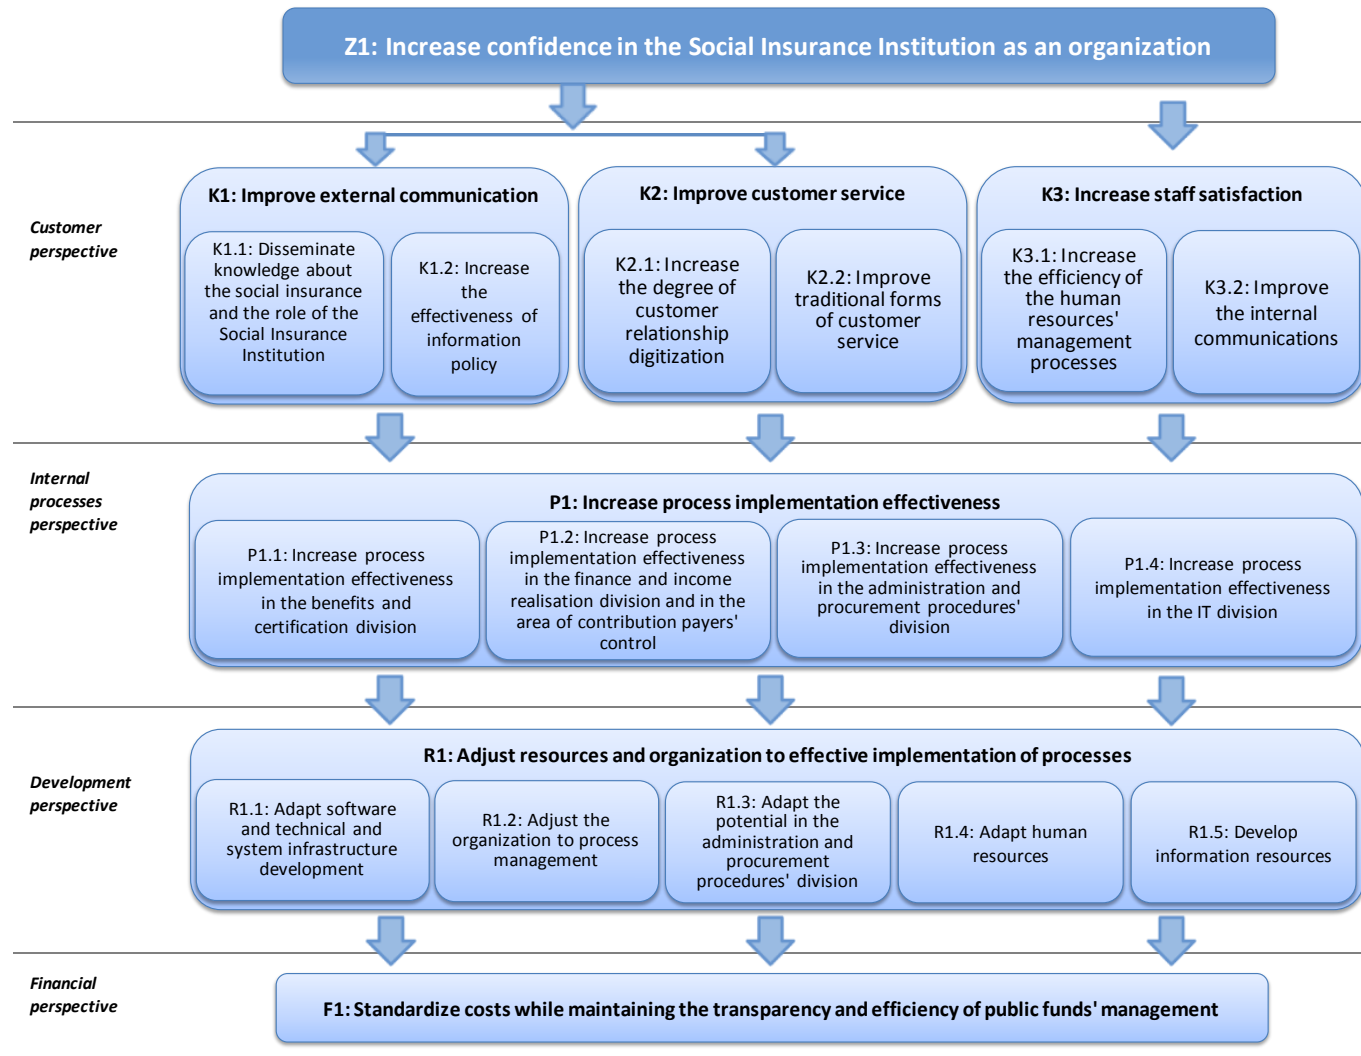 Z1: Increase confidence in the Social Insurance Institution as an organization
Customer
perspective
K1: Improve external communication
K1.1: Disseminate
knowledge about
the social insurance
and the role of the
Social Insurance
Institution
K1.2: Increase
the
effectiveness of
information
policy
K2: Improve customer service
K2.1: Increase
the degree of
customer
relationship
digitization
K2.2: Improve
traditional forms
of customer
service
K3: Increase staff satisfaction
K3.1: Increase
the efficiency of
the human
resources'
management
processes
K3.2: Improve
the internal
communications
Internal
processes
perspective
P1: Increase process implementation effectiveness
P1.1: Increase process
implementation effectiveness
in the benefits and
certification division
P1.2: Increase process
implementation effectiveness
in the finance and income
realisation division and in the
area of contribution payers'
control
P1.3: Increase process
implementation effectiveness
in the administration and
procurement procedures'
division
P1.4: Increase process
implementation effectiveness
in the IT division
Development
perspective
R1: Adjust resources and organization to effective implementation of processes
R1.1: Adapt software
and technical and
system infrastructure
development
R1.2: Adjust the
organization to process
management
R1.3: Adapt the
potential in the
administration and
procurement
procedures' division
R1.4: Adapt human
resources
R1.5: Develop
information resources
Financial
perspective
F1: Standardize costs while maintaining the transparency and efficiency of public funds' management